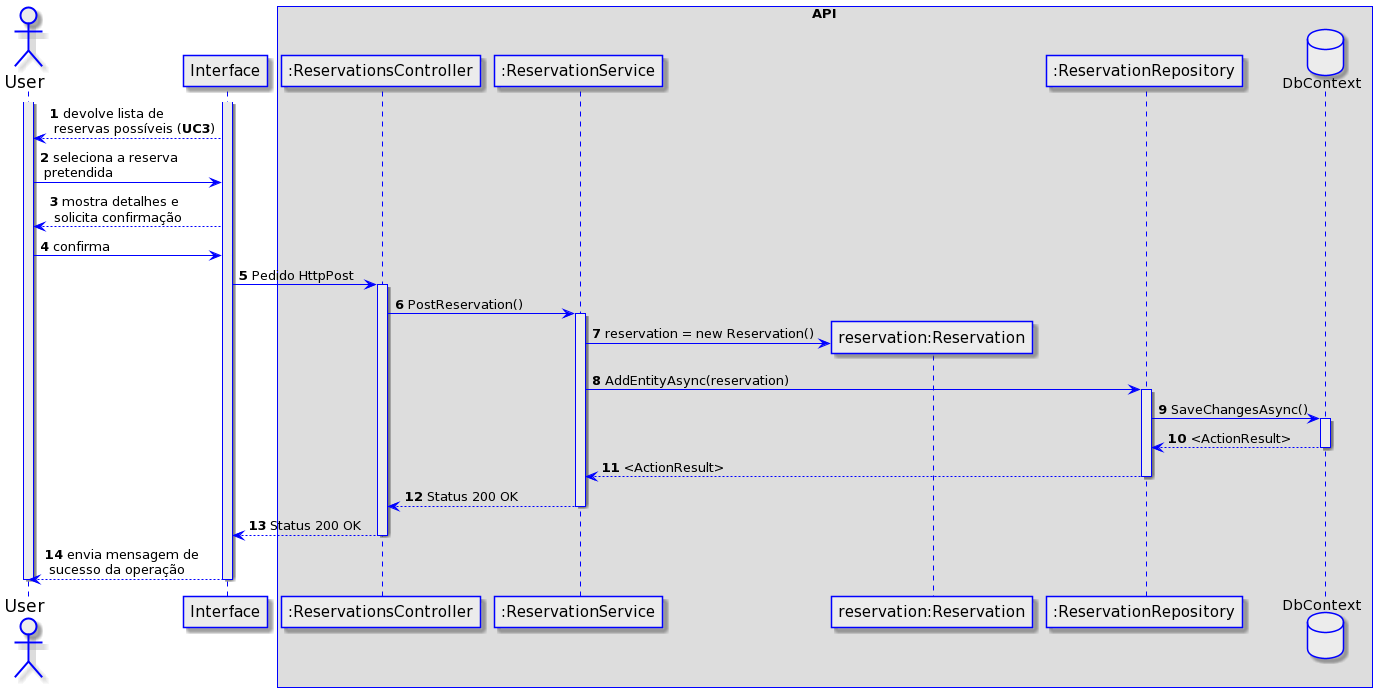 API
User
Interface
:ReservationsController
:ReservationService
:ReservationRepository
DbContext
1 devolve lista de
reservas possíveis (UC3)
2 seleciona a reserva
pretendida
3 mostra detalhes e
solicita confirmação
4 confirma
5 Pedido HttpPost
6 PostReservation()
7 reservation = new Reservation()
reservation:Reservation
8 AddEntityAsync(reservation)
9 SaveChangesAsync()
10 <ActionResult>
11 <ActionResult>
12 Status 200 OK
13 Status 200 OK
14 envia mensagem de
sucesso da operação
User
Interface
:ReservationsController
:ReservationService
reservation:Reservation
:ReservationRepository
DbContext